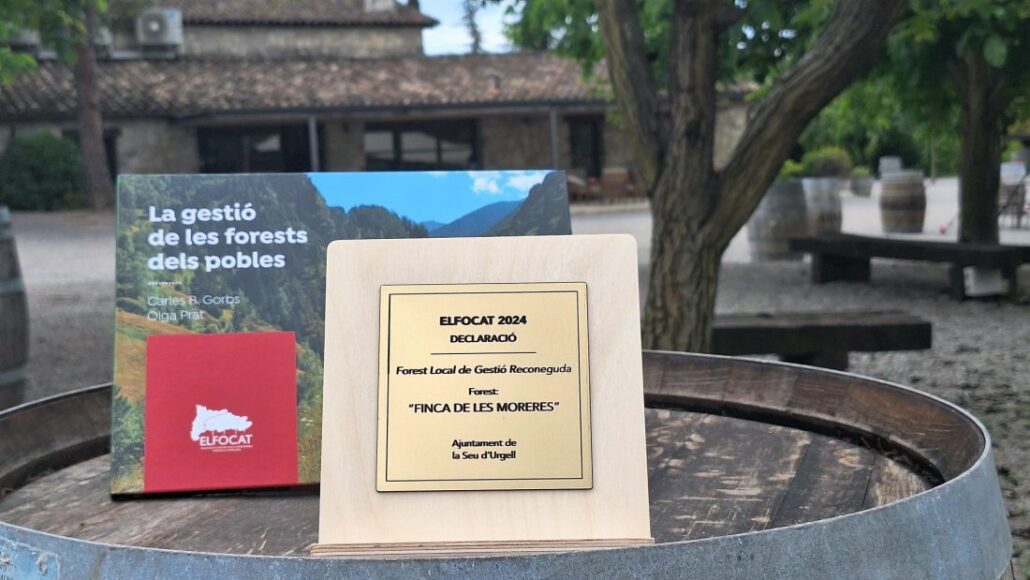 La gestió
de les forests
dels pobles
Carles R. Gorbs
Olga Prat
ELFOCAT
ELFOCAT 2024
DECLARACIÓ
Forest Local de Gestió Reconeguda
Forest:
"FINCA DE LES MORERES"
Ajuntament de
la Seu d'Urgell